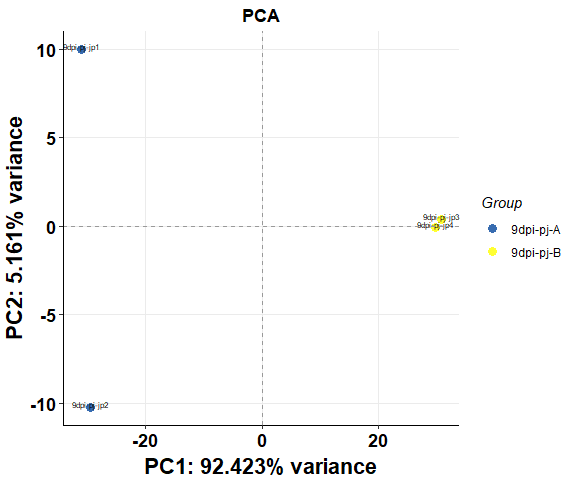 PCA
PC2: 5.161% variance
10
5
0
-5
-10
9dpi-pj-jp1
9dpi-pj-jp3
9dpi-pj-jp4
9dpi-pj-jp2
-20
0
20
PC1: 92.423% variance
Group
9dpi-pj-A
9dpi-pj-B